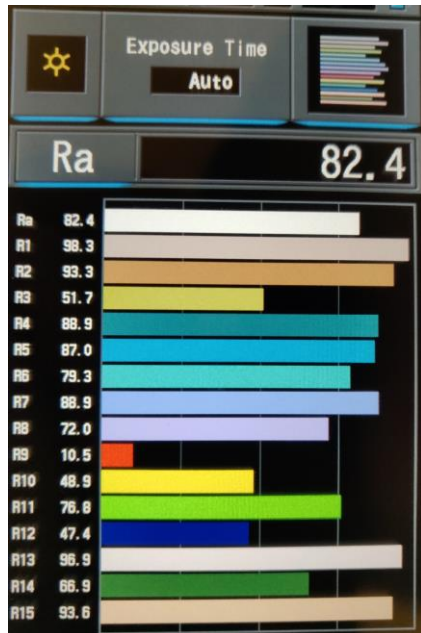 Exposure Time
Auto
Ra 82.4
Ra 82.4
R1 98.3
R2 93.3
R3 51.7
R4 88.9
R5 87.0
R6 79.3
R7 88.9
R8 72.0
R9 10.5
R10 48.9
R11 76.8
R12 47.4
R13 96.9
R14 66.9
R15 93.6